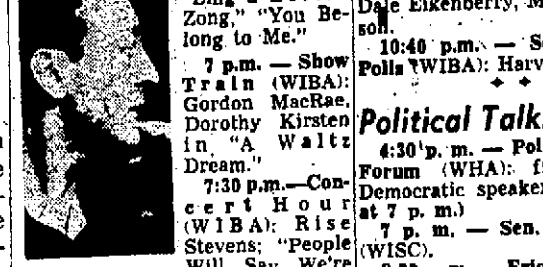 Zong," "You Be-
long to Me."
7 p.m. — Show
Train (WIBA):
Gordon MacRae,
Dorothy Kirsten
in "A Waltz
Dream."
7:30 p.m.—Con-
cert Hour
(WIBA): Rise
Stevens; "People
Will Say We're
Dale Eikenberry, M
son.
10:40 p.m. — S
Polls (WIBA): Harv
Political Talk
4:30 p. m. — Pol
Forum (WHA): f
Democratic speaker
at 7 p. m.)
7 p. m. — Sen.
(WISC).